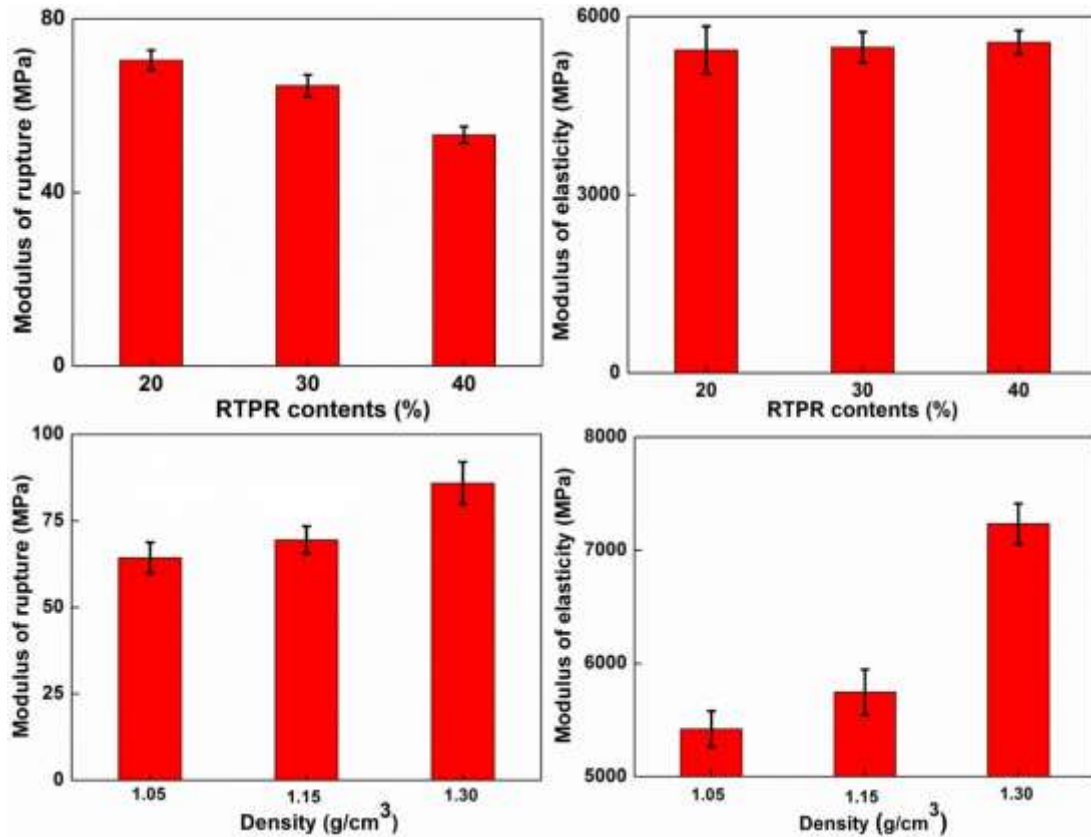 Modulus of rupture (MPa)
80
40
0
20 30 40
RTPR contents (%)
Modulus of elasticity (MPa)
6000
3000
0
20 30 40
RTPR contents (%)
Modulus of rupture (MPa)
100
75
50
25
0
1.05 1.15 1.30
Density (g/cm³)
Modulus of elasticity (MPa)
8000
7000
6000
5000
1.05 1.15 1.30
Density (g/cm³)